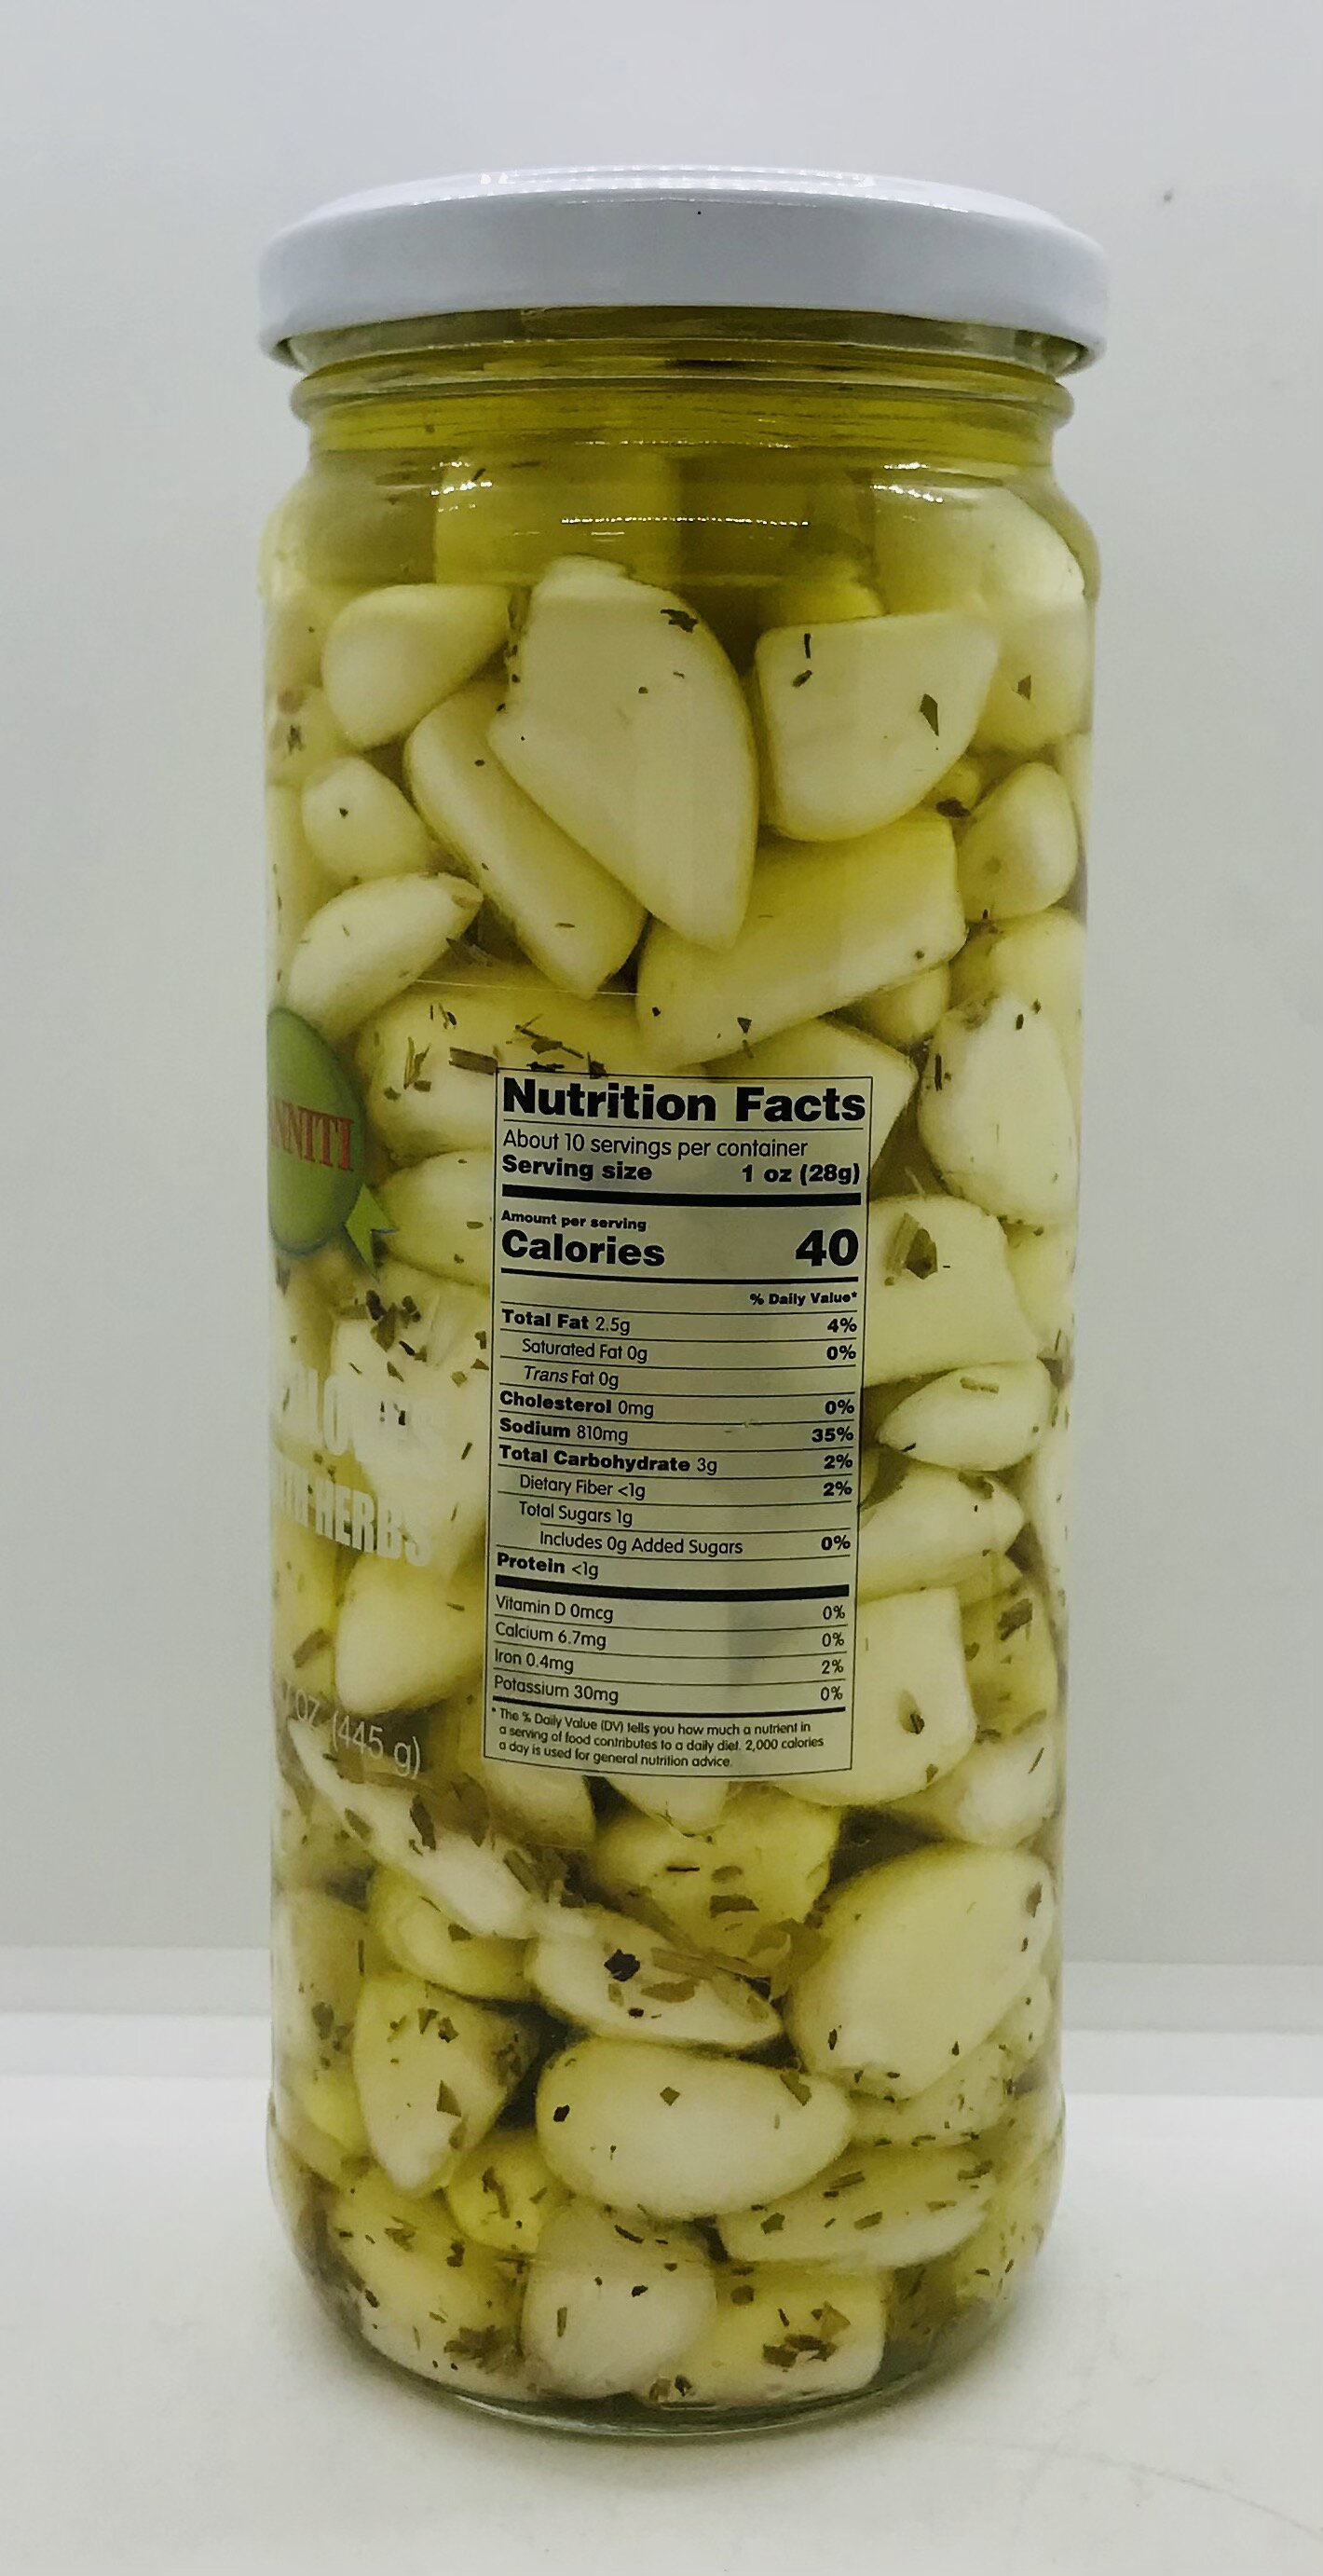 NNITI
CLOVES
WITH HERBS
OZ (445 g)
Nutrition Facts
About 10 servings per container
Serving size 1 oz (28g)
Amount per serving
Calories 40
% Daily Value*
Total Fat 2.5g 4%
Saturated Fat 0g 0%
Trans Fat 0g
Cholesterol 0mg 0%
Sodium 810mg 35%
Total Carbohydrate 3g 2%
Dietary Fiber <1g 2%
Total Sugars 1g
Includes 0g Added Sugars 0%
Protein <1g
Vitamin D 0mcg 0%
Calcium 6.7mg 0%
Iron 0.4mg 2%
Potassium 30mg 0%
* The % Daily Value (DV) tells you how much a nutrient in
a serving of food contributes to a daily diet. 2,000 calories
a day is used for general nutrition advice.